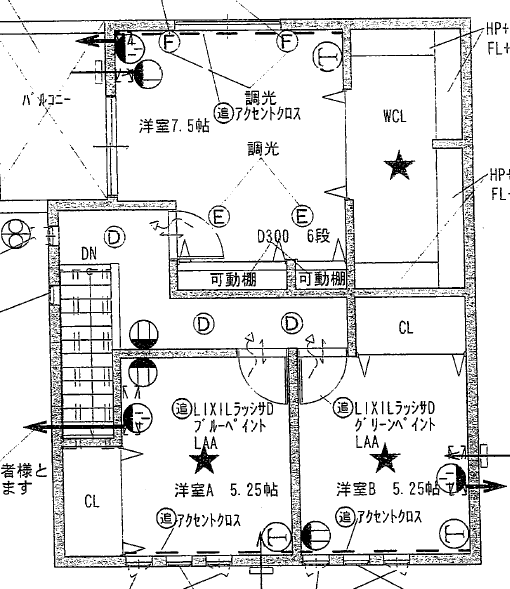 F
F
HP+
FL+
バルコニー
調光
追アクセントクロス
洋室7.5帖
WCL
調光
HP+
FL-
E
E
D
D300 6段
DN
可動棚
可動棚
D
D
CL
追LIXILラッシサD
ブルーペイント
LAA
追LIXILラッシサD
グリーンペイント
LAA
者様と
ます
洋室A 5.25帖
洋室B 5.25帖
CL
追アクセントクロス
追アクセントクロス